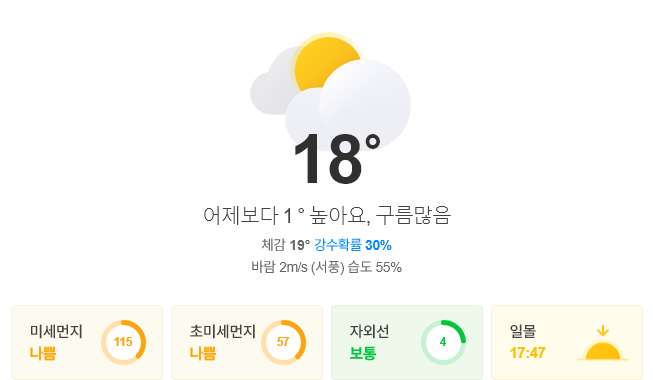 18°
어제보다 1 ° 높아요, 구름많음
체감 19° 강수확률 30%
바람 2m/s (서풍) 습도 55%
미세먼지
나쁨
115
초미세먼지
나쁨
57
자외선
보통
4
일몰
17:47